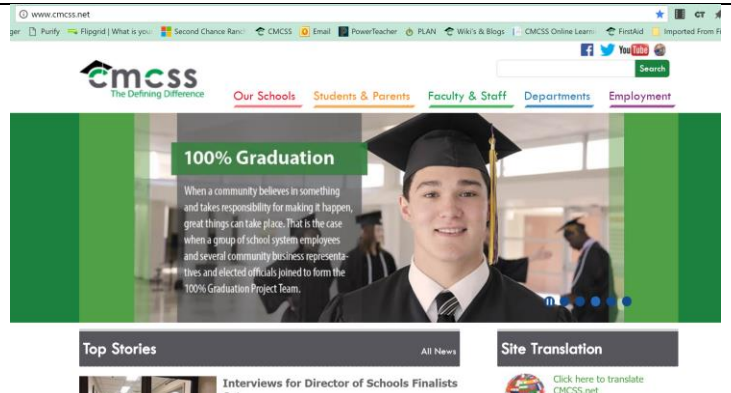 www.cmcss.net
ger Purify Flipgrid | What is you Second Chance Ranc CMCSS Email PowerTeacher PLAN Wiki's & Blogs CMCSS Online Learn FirstAid Imported From Fi
YouTube
Search
cmcss
The Defining Difference
Our Schools Students & Parents Faculty & Staff Departments Employment
100% Graduation
When a community believes in something
and takes responsibility for making it happen,
great things can take place. That is the case
when a group of school system employees
and several community business representa-
tives and elected officials joined to form the
100% Graduation Project Team.
Top Stories All News Site Translation
Interviews for Director of Schools Finalists
Click here to translate
CMCSS.net